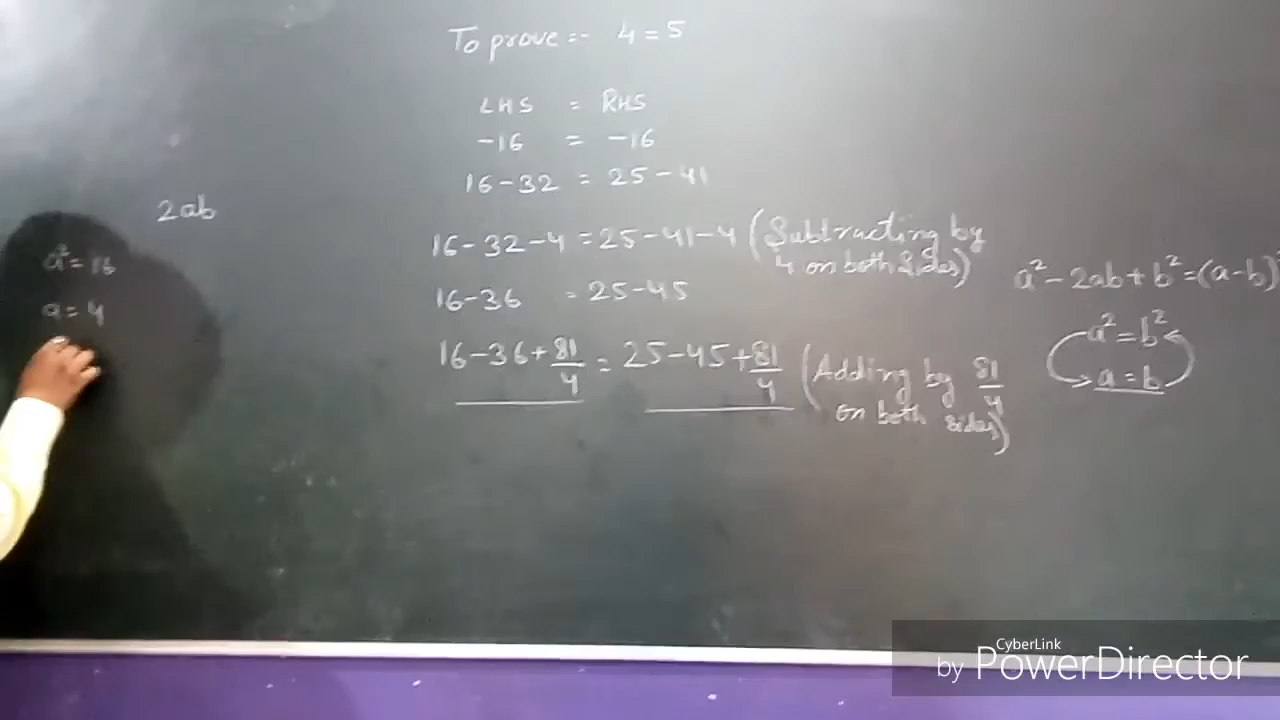 To prove :- 4 = 5
LHS = RHS
-16 = -16
16-32 = 25-41
16-32-4 = 25-41-4 (Subtracting by 4 on both sides)
16-36 = 25-45
16-36+81/4 = 25-45+81/4 (Adding by 81/4 on both sides)
2ab
a² = 16
a = 4
a²-2ab+b² = (a-b)²
a² = b²
a = b
CyberLink
by PowerDirector